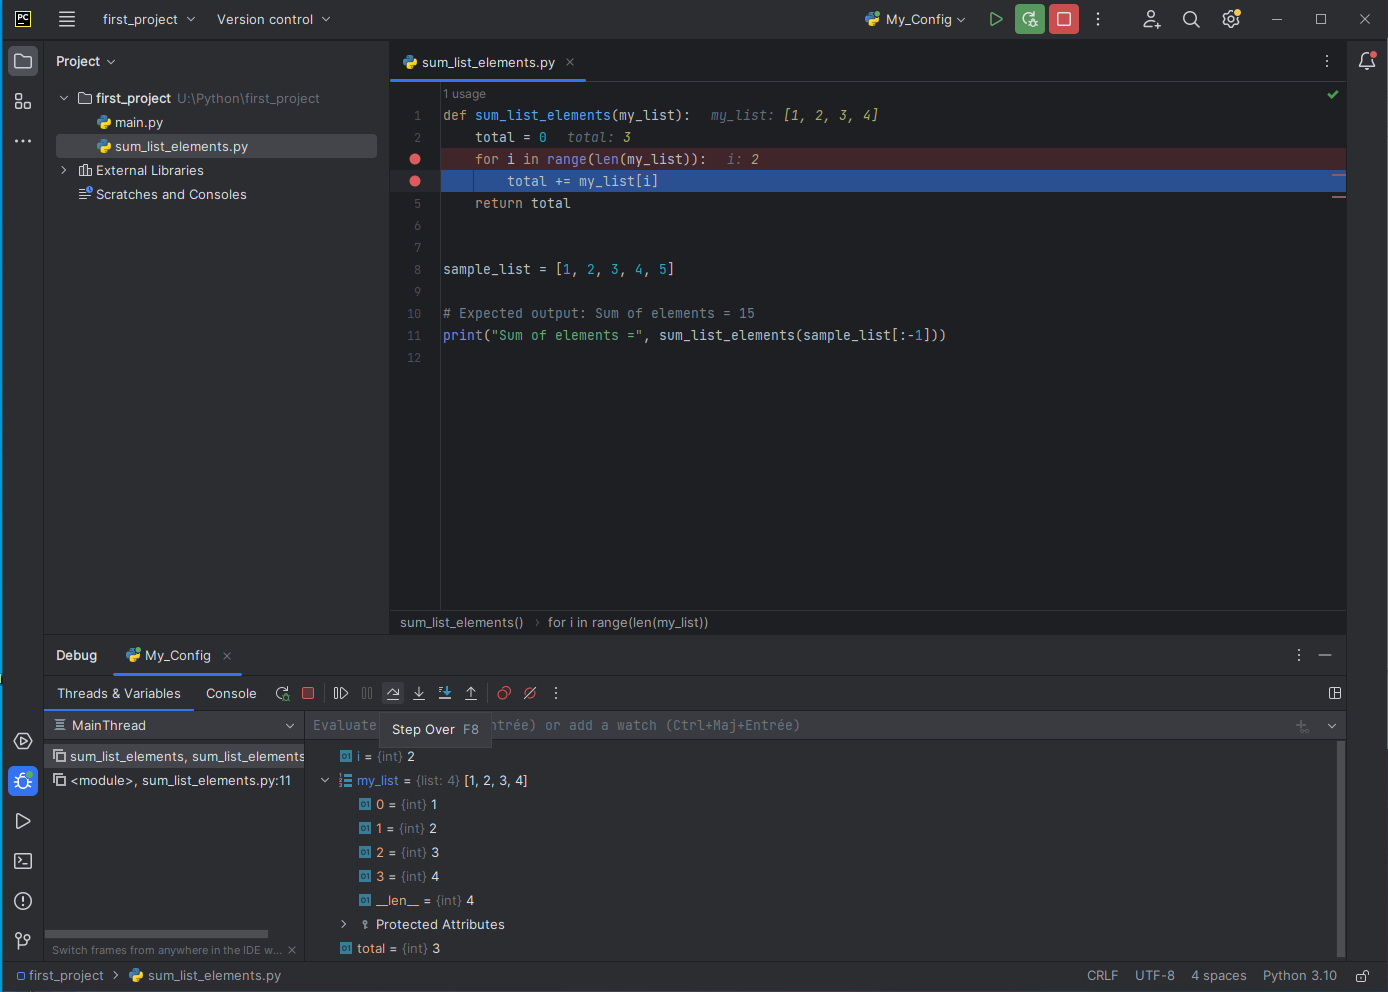 PC first_project Version control My_Config
Project
first_project U:\Python\first_project
main.py
sum_list_elements.py
External Libraries
Scratches and Consoles
sum_list_elements.py
1 usage
1 def sum_list_elements(my_list): my_list: [1, 2, 3, 4]
2 total = 0 total: 3
for i in range(len(my_list)): i: 2
total += my_list[i]
5 return total
6
7
8 sample_list = [1, 2, 3, 4, 5]
9
10 # Expected output: Sum of elements = 15
11 print("Sum of elements =", sum_list_elements(sample_list[:-1]))
12
sum_list_elements() › for i in range(len(my_list))
Debug My_Config
Threads & Variables Console
MainThread
Evaluate ntrée) or add a watch (Ctrl+Maj+Entrée)
Step Over F8
sum_list_elements, sum_list_elements
<module>, sum_list_elements.py:11
Switch frames from anywhere in the IDE w...
i = {int} 2
my_list = {list: 4} [1, 2, 3, 4]
0 = {int} 1
1 = {int} 2
2 = {int} 3
3 = {int} 4
__len__ = {int} 4
Protected Attributes
total = {int} 3
first_project > sum_list_elements.py
CRLF UTF-8 4 spaces Python 3.10